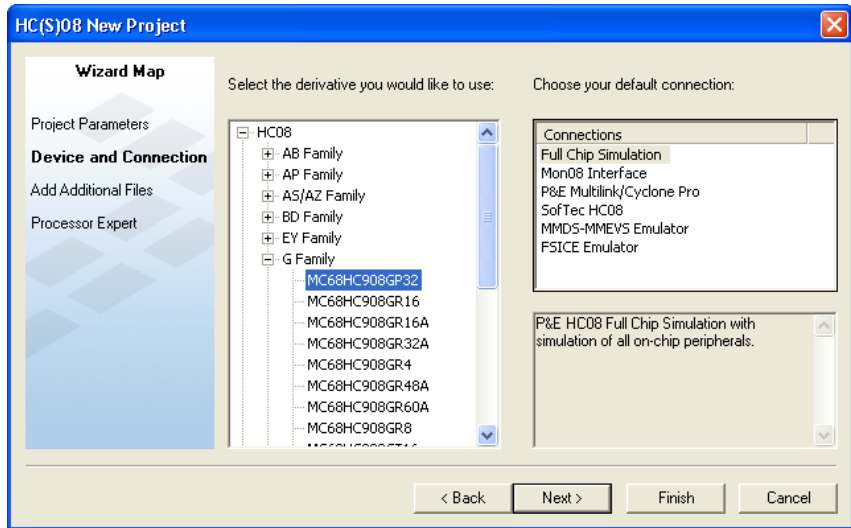 HC(S)08 New Project
Wizard Map
Project Parameters
Device and Connection
Add Additional Files
Processor Expert
Select the derivative you would like to use:
HC08
AB Family
AP Family
AS/AZ Family
BD Family
EY Family
G Family
MC68HC908GP32
MC68HC908GR16
MC68HC908GR16A
MC68HC908GR32A
MC68HC908GR4
MC68HC908GR48A
MC68HC908GR60A
MC68HC908GR8
Choose your default connection:
Connections
Full Chip Simulation
Mon08 Interface
P&E Multilink/Cyclone Pro
SofTec HC08
MMDS-MMEVS Emulator
FSICE Emulator
P&E HC08 Full Chip Simulation with
simulation of all on-chip peripherals.
< Back
Next >
Finish
Cancel